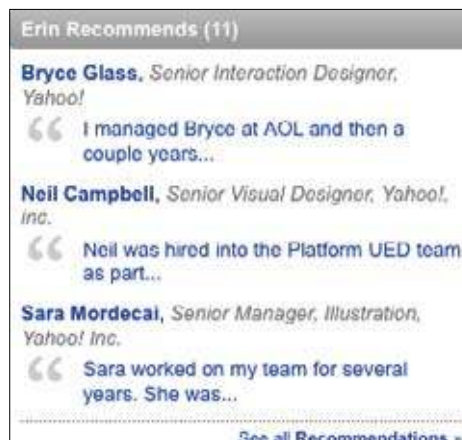 Erin Recommends (11)
Bryce Glass, Senior Interaction Designer,
Yahoo!
I managed Bryce at AOL and then a
couple years...
Neil Campbell, Senior Visual Designer, Yahoo!,
inc.
Neil was hired into the Platform UED team
as part...
Sara Mordecai, Senior Manager, Illustration,
Yahoo! Inc.
Sara worked on my team for several
years. She was...
See all Recommendations »